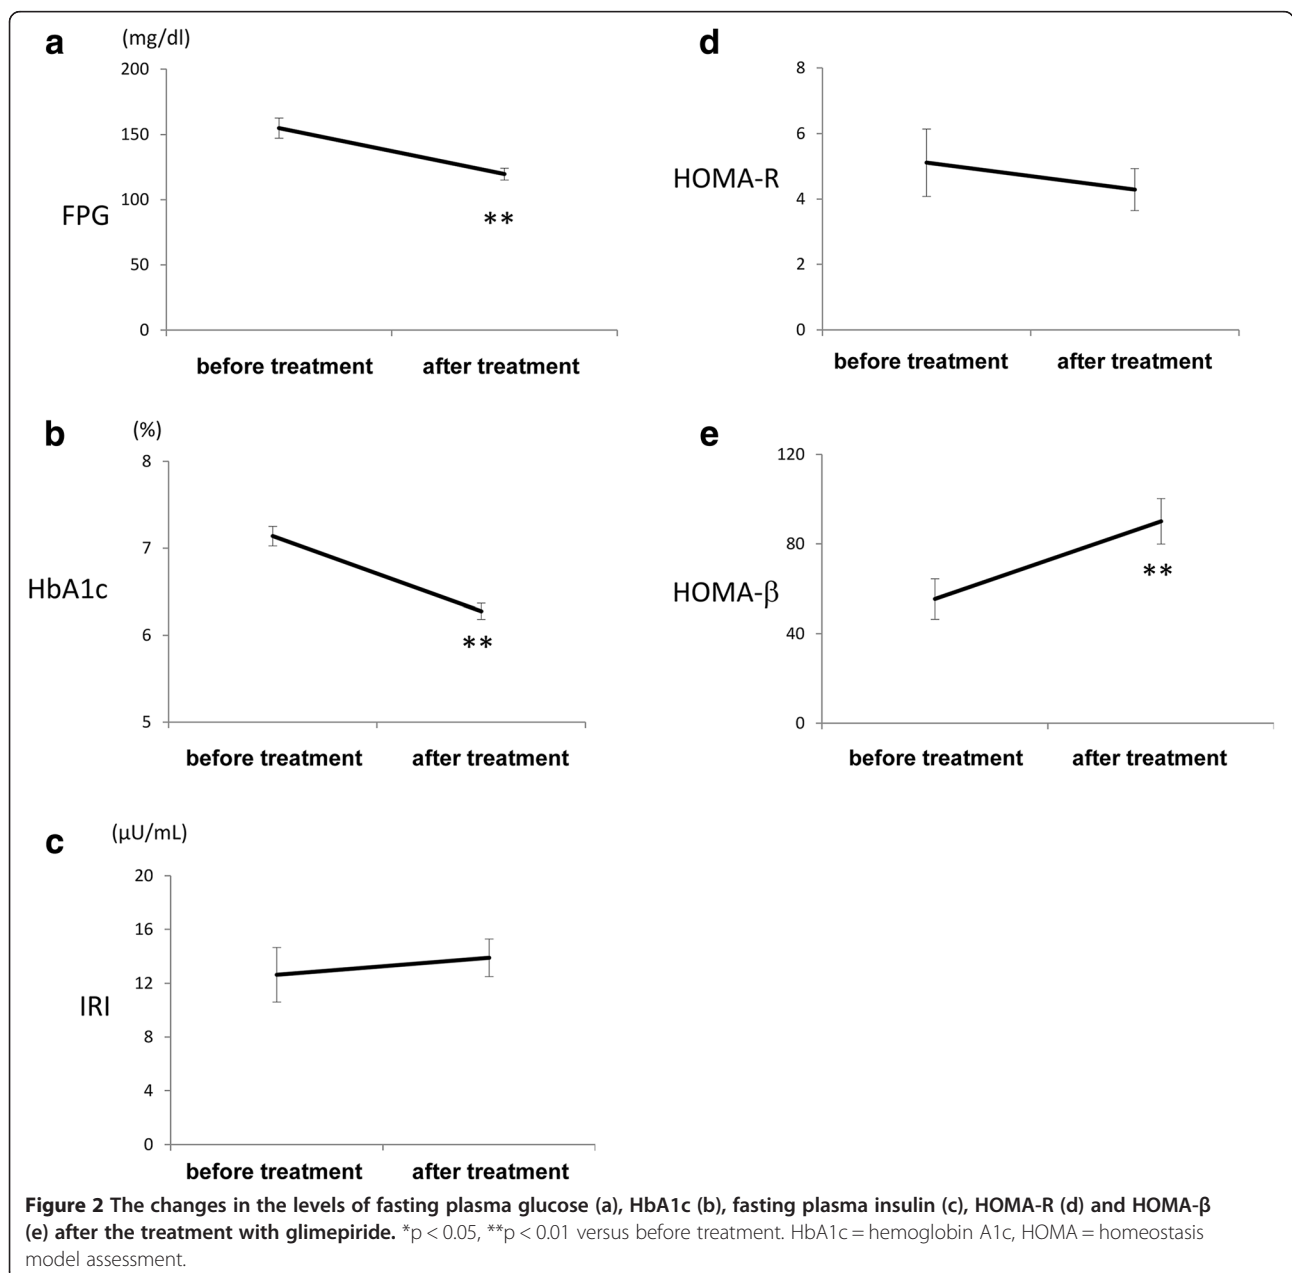 a
(mg/dl)
200
150
100
50
0
FPG
**
before treatment after treatment
b
(%)
8
7
6
5
HbA1c
**
before treatment after treatment
c
(µU/mL)
20
16
12
8
4
0
IRI
before treatment after treatment
d
8
6
4
2
0
HOMA-R
before treatment after treatment
e
120
80
40
0
HOMA-β
**
before treatment after treatment
Figure 2 The changes in the levels of fasting plasma glucose (a), HbA1c (b), fasting plasma insulin (c), HOMA-R (d) and HOMA-β
(e) after the treatment with glimepiride. *p < 0.05, **p < 0.01 versus before treatment. HbA1c = hemoglobin A1c, HOMA = homeostasis
model assessment.